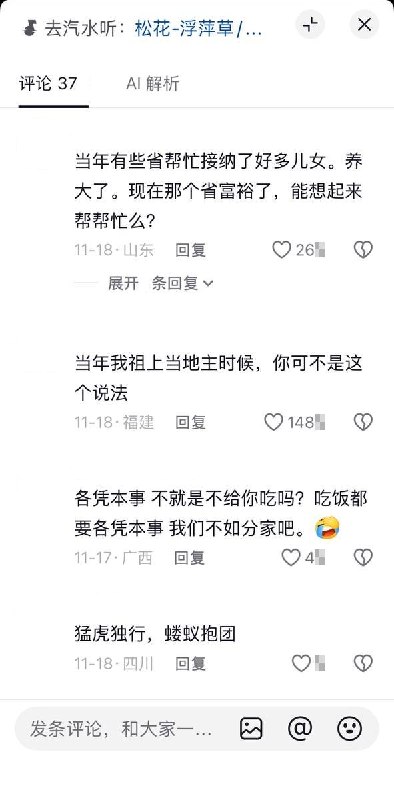 去汽水听：松花-浮萍草/...
评论 37
AI 解析
当年有些省帮忙接纳了好多儿女。养
大了。现在那个省富裕了，能想起来
帮帮忙么？
11-18·山东 回复 26
展开 条回复
当年我祖上当地主时候，你可不是这
个说法
11-18·福建 回复 148
各凭本事 不就是不给你吃吗？吃饭都
要各凭本事 我们不如分家吧。🤣
11-17·广西 回复 4
猛虎独行，蝼蚁抱团
11-18·四川 回复
发条评论，和大家一...